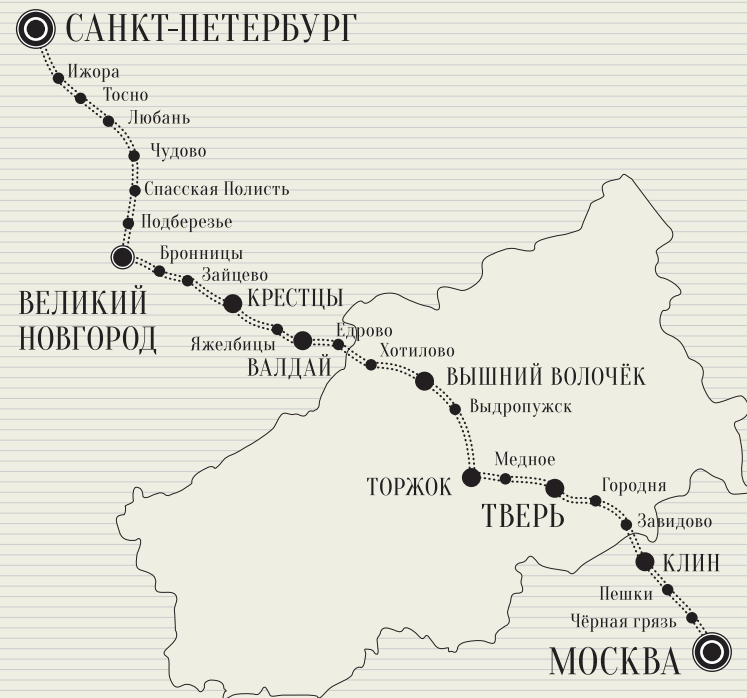 САНКТ-ПЕТЕРБУРГ
Ижора
Тосно
Любань
Чудово
Спасская Полисть
Подберезье
Бронницы
Зайцево
ВЕЛИКИЙ
НОВГОРОД
КРЕСТЦЫ
Яжелбицы
Едрово
ВАЛДАЙ
Хотилово
ВЫШНИЙ ВОЛОЧЁК
Выдропужск
Медное
ТОРЖОК
Городня
ТВЕРЬ
Завидово
КЛИН
Пешки
Чёрная грязь
МОСКВА